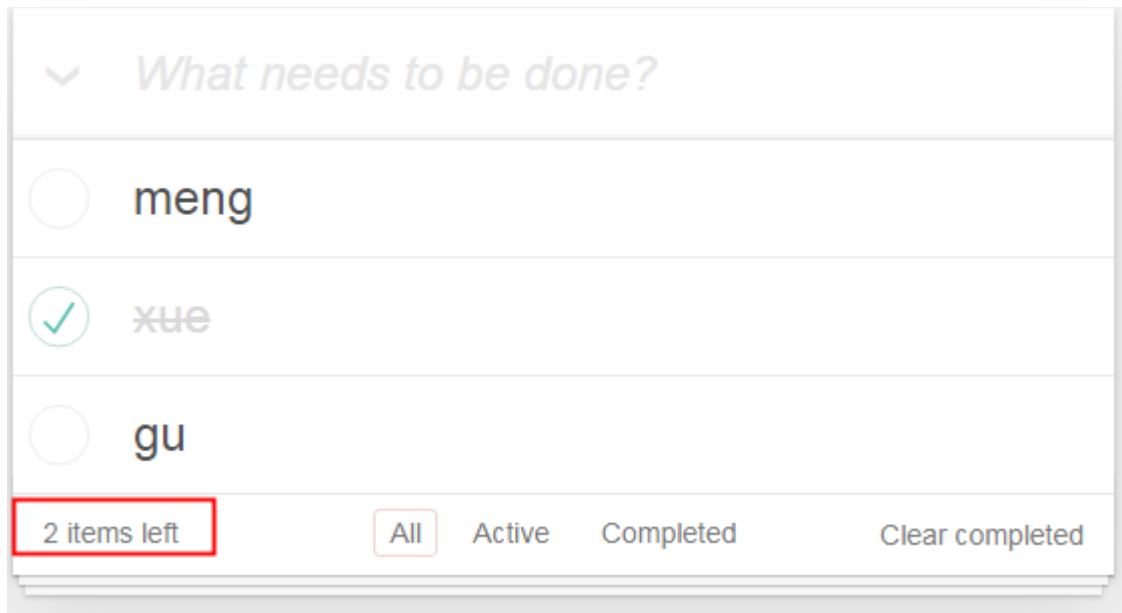 What needs to be done?
meng
xue
gu
2 items left All Active Completed Clear completed